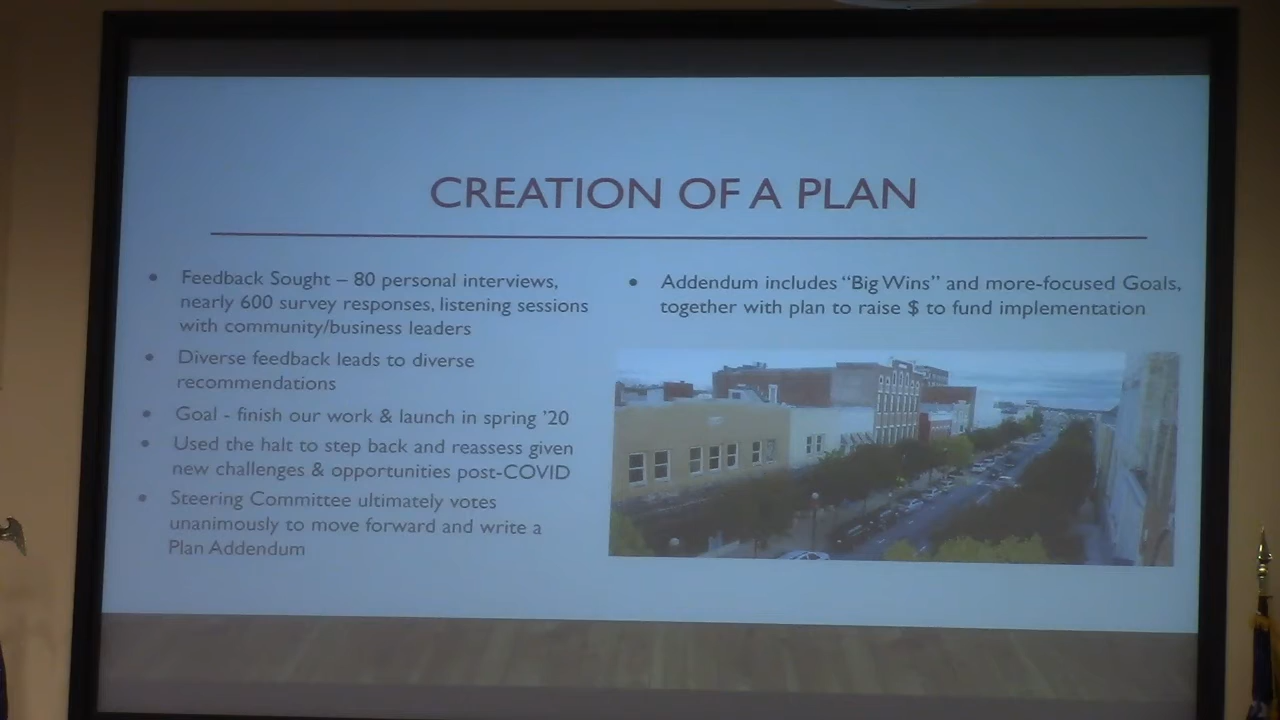 CREATION OF A PLAN
• Feedback Sought – 80 personal interviews,
nearly 600 survey responses, listening sessions
with community/business leaders
• Diverse feedback leads to diverse
recommendations
• Goal - finish our work & launch in spring '20
• Used the halt to step back and reassess given
new challenges & opportunities post-COVID
• Steering Committee ultimately votes
unanimously to move forward and write a
Plan Addendum
• Addendum includes “Big Wins” and more-focused Goals,
together with plan to raise $ to fund implementation